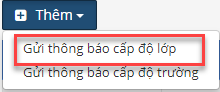 Thêm
Gửi thông báo cấp độ lớp
Gửi thông báo cấp độ trường